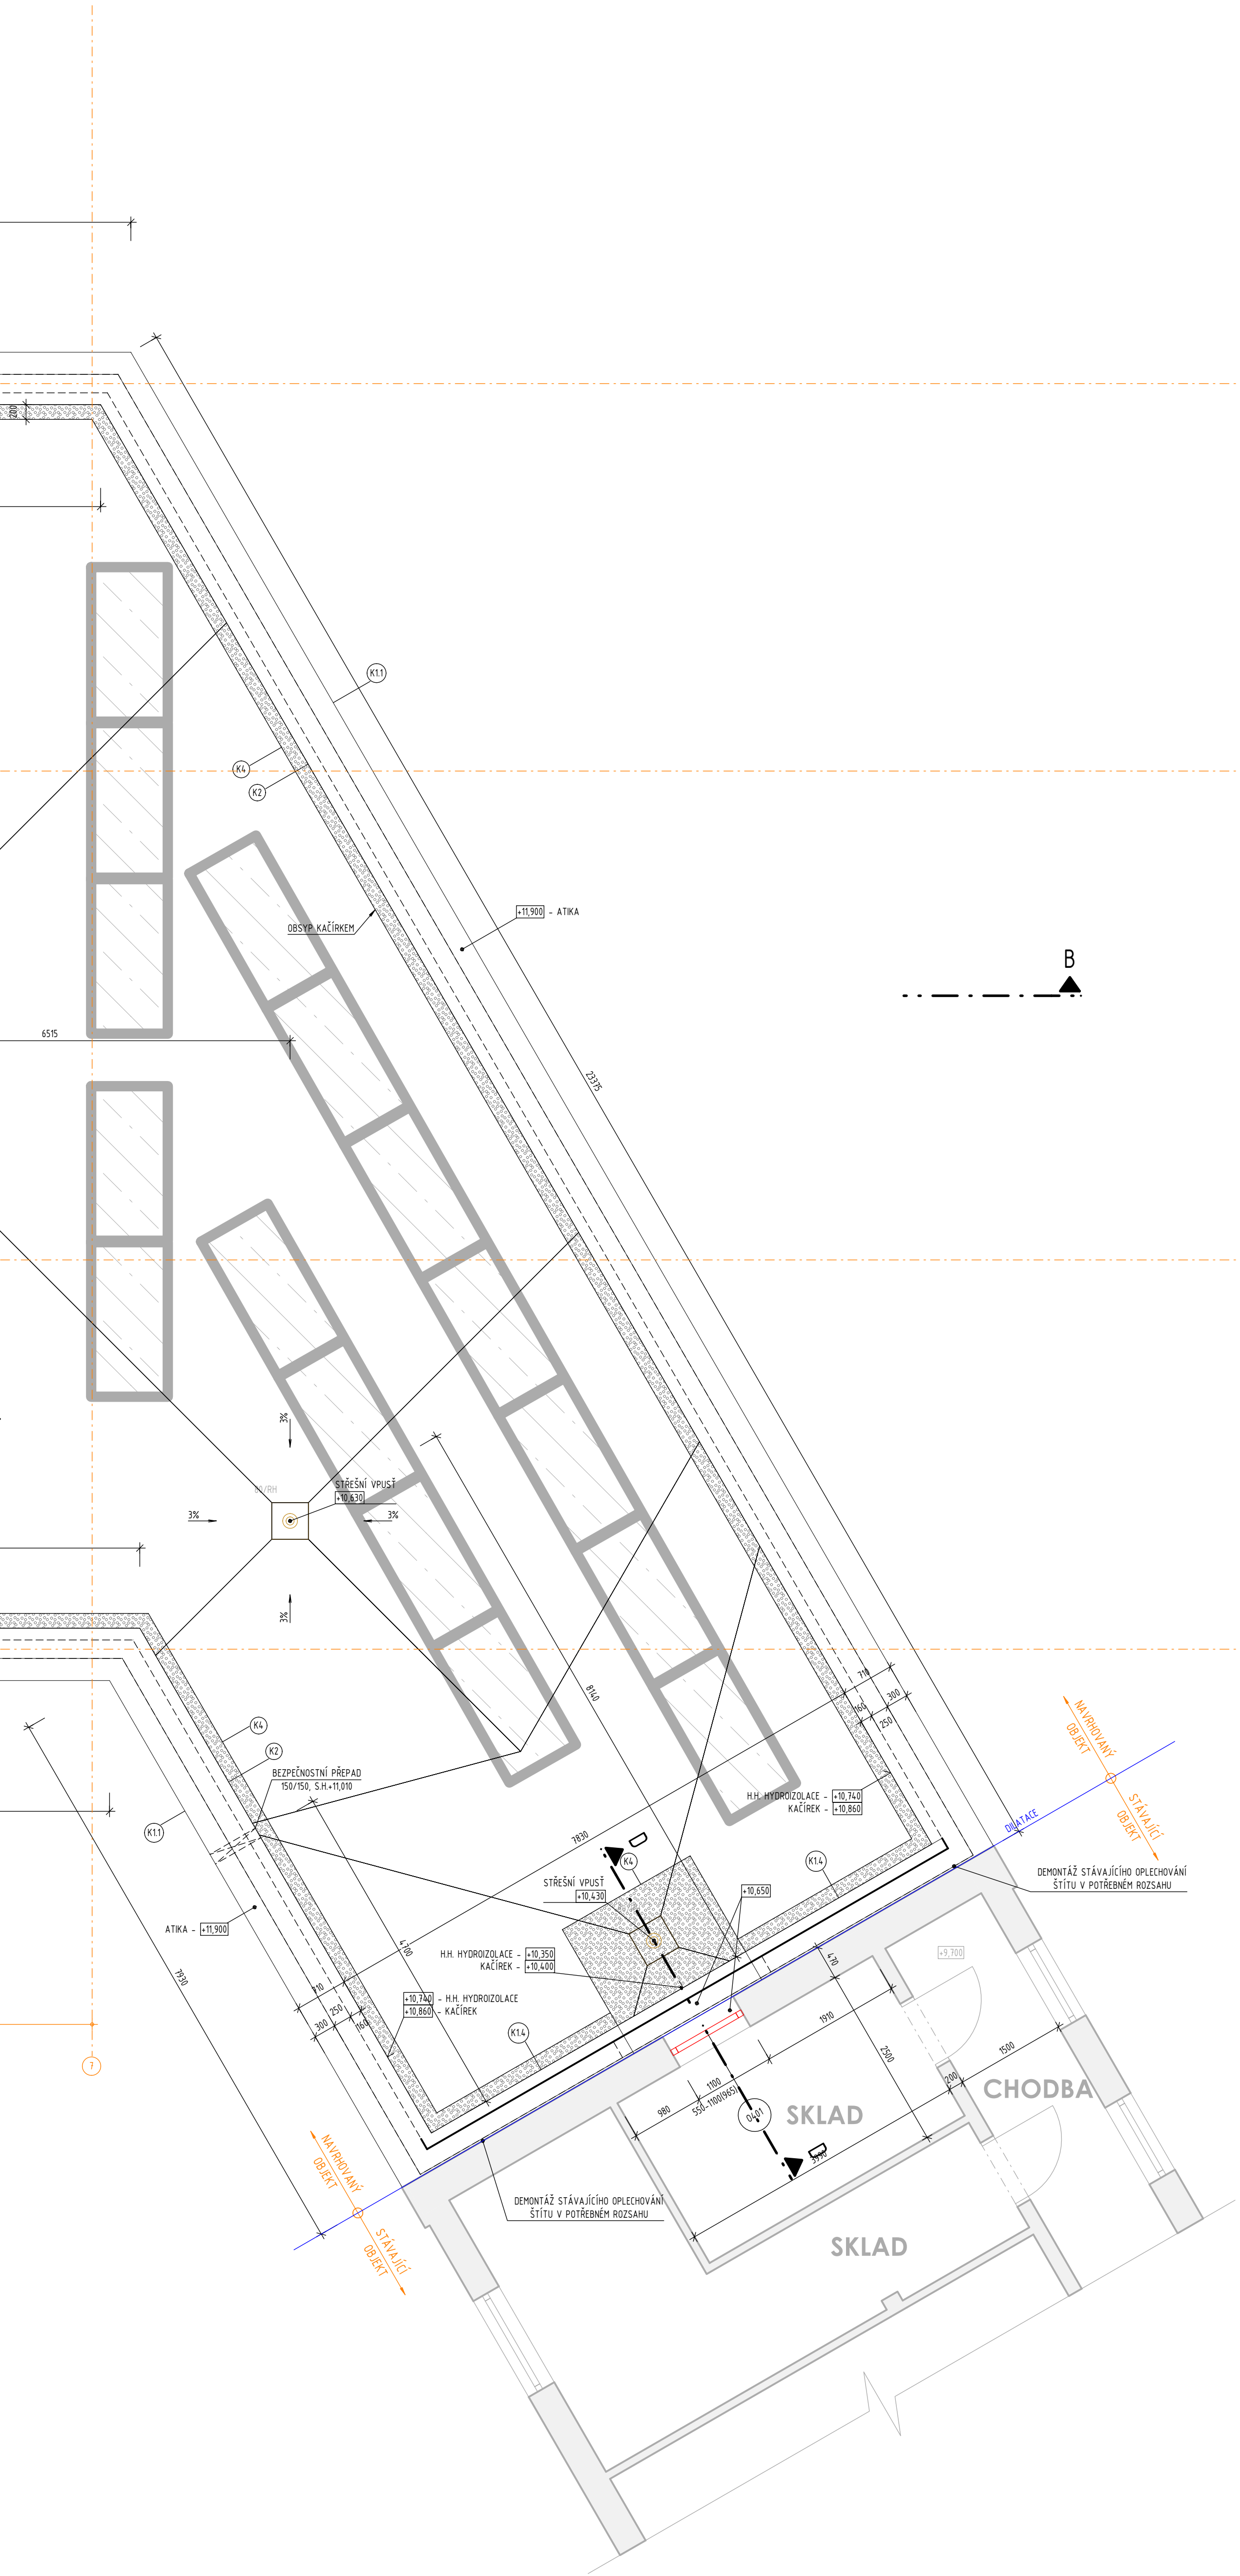 200
K1.1
K4
K2
+11,900 - ATIKA
OBSYP KAČÍRKEM
B
6515
23375
3%
STŘEŠNÍ VPUSŤ
+10,630
3%
3%
3%
8140
710
300
160
250
K4
K2
BEZPEČNOSTNÍ PŘEPAD
150/150, S.H.+11,010
K1.1
NAVRHOVANÝ
OBJEKT
STÁVAJÍCÍ
OBJEKT
H.H. HYDROIZOLACE - +10,740
KAČÍREK - +10,860
DILATACE
7830
D
K4
K1.4
STŘEŠNÍ VPUSŤ
+10,430
+10,650
DEMONTÁŽ STÁVAJÍCÍHO OPLECHOVÁNÍ
ŠTÍTU V POTŘEBNÉM ROZSAHU
ATIKA - +11,900
4700
H.H. HYDROIZOLACE - +10,350
KAČÍREK - +10,400
470
+9,700
7930
710
250
300
160
+10,740 - H.H. HYDROIZOLACE
+10,860 - KAČÍREK
K1.4
1910
2500
1500
7
1100
550-1100(965)
980
200
CHODBA
SKLAD
O401
D
3990
NAVRHOVANÝ
OBJEKT
STÁVAJÍCÍ
OBJEKT
DEMONTÁŽ STÁVAJÍCÍHO OPLECHOVÁNÍ
ŠTÍTU V POTŘEBNÉM ROZSAHU
SKLAD